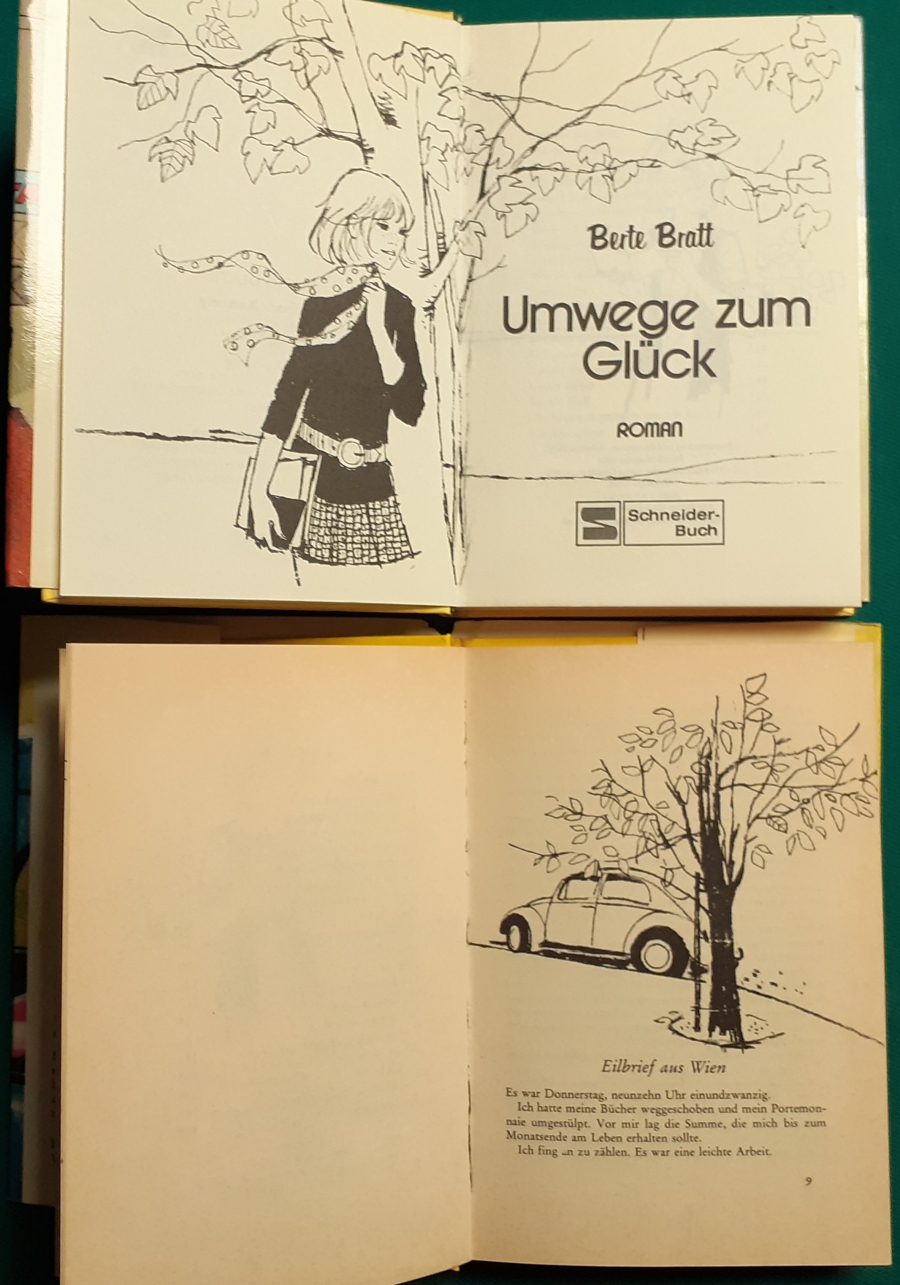 Berte Bratt
Umwege zum
Glück
ROMAN
Schneider-
Buch
Eilbrief aus Wien
Es war Donnerstag, neunzehn Uhr einundzwanzig.
Ich hatte meine Bücher weggeschoben und mein Portemon-
naie umgestülpt. Vor mir lag die Summe, die mich bis zum
Monatsende am Leben erhalten sollte.
Ich fing an zu zählen. Es war eine leichte Arbeit.
9